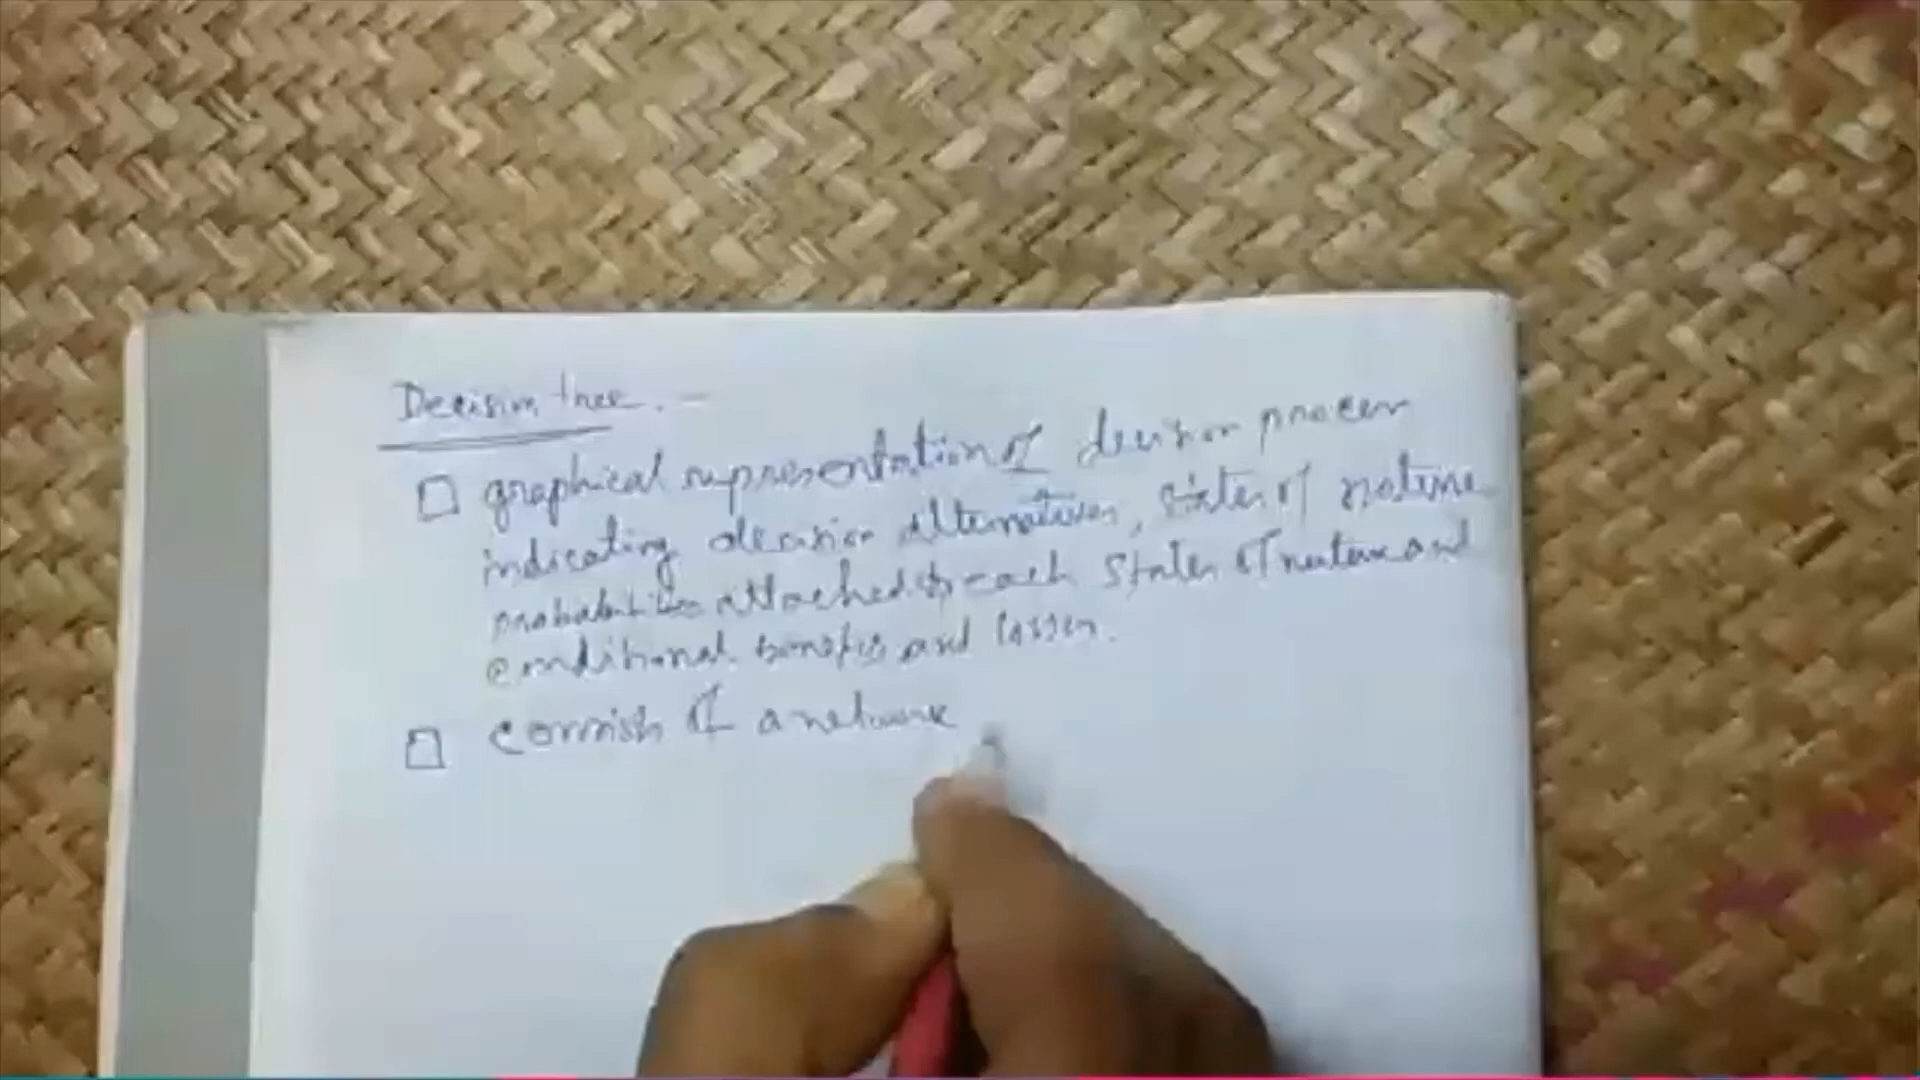 Decision tree. -
□ graphical representation of decision process
indicating decision alternatives, states of nature
probabilities attached to each states of nature and
conditional benefits and losses.
□ consists of a network